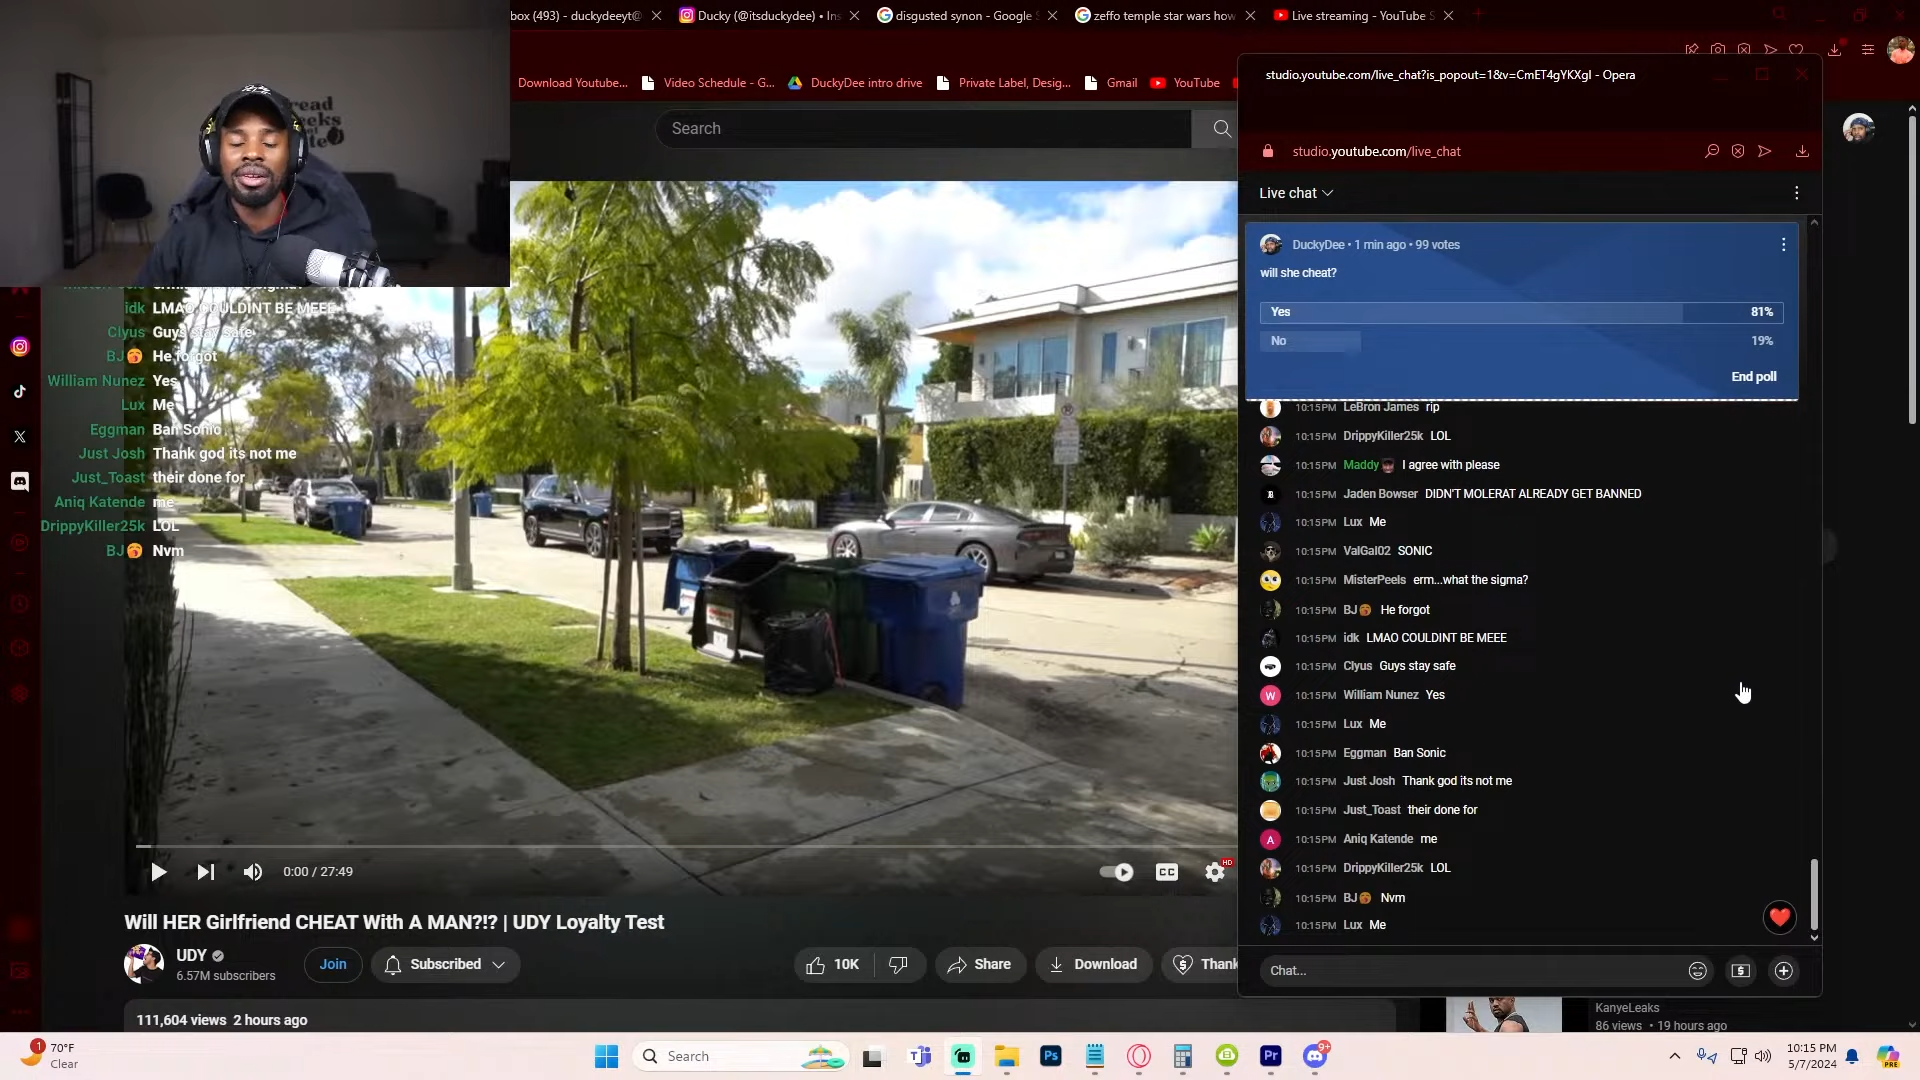 box (493) - duckydeeyt@
Ducky (@itsduckydee) • Ins
disgusted synon - Google S
zeffo temple star wars how
Live streaming - YouTube S
Download Youtube...
Video Schedule - G...
DuckyDee intro drive
Private Label, Desig...
Gmail
YouTube
studio.youtube.com/live_chat?is_popout=1&v=CmET4gYKXgI - Opera
studio.youtube.com/live_chat
Search
Live chat
DuckyDee • 1 min ago • 99 votes
will she cheat?
Yes 81%
No 19%
End poll
10:15PM LeBron James rip
10:15PM DrippyKiller25k LOL
10:15PM Maddy I agree with please
10:15PM Jaden Bowser DIDN'T MOLERAT ALREADY GET BANNED
10:15PM Lux Me
10:15PM ValGal02 SONIC
10:15PM MisterPeels erm...what the sigma?
10:15PM BJ🥱 He forgot
10:15PM idk LMAO COULDINT BE MEEE
10:15PM Clyus Guys stay safe
10:15PM William Nunez Yes
10:15PM Lux Me
10:15PM Eggman Ban Sonic
10:15PM Just Josh Thank god its not me
10:15PM Just_Toast their done for
10:15PM Aniq Katende me
10:15PM DrippyKiller25k LOL
10:15PM BJ🥱 Nvm
10:15PM Lux Me
Chat...
idk LMAO COULDINT BE MEEE
Clyus Guys stay safe
BJ🥱 He forgot
William Nunez Yes
Lux Me
Eggman Ban Sonic
Just Josh Thank god its not me
Just_Toast their done for
Aniq Katende me
DrippyKiller25k LOL
BJ🥱 Nvm
0:00 / 27:49
CC
HD
Will HER Girlfriend CHEAT With A MAN?!? | UDY Loyalty Test
UDY
6.57M subscribers
Join
Subscribed
10K
Share
Download
Thank
111,604 views 2 hours ago
KanyeLeaks
86 views • 19 hours ago
1
70°F
Clear
Search
Ps
Pr
9+
10:15 PM
5/7/2024
PRE